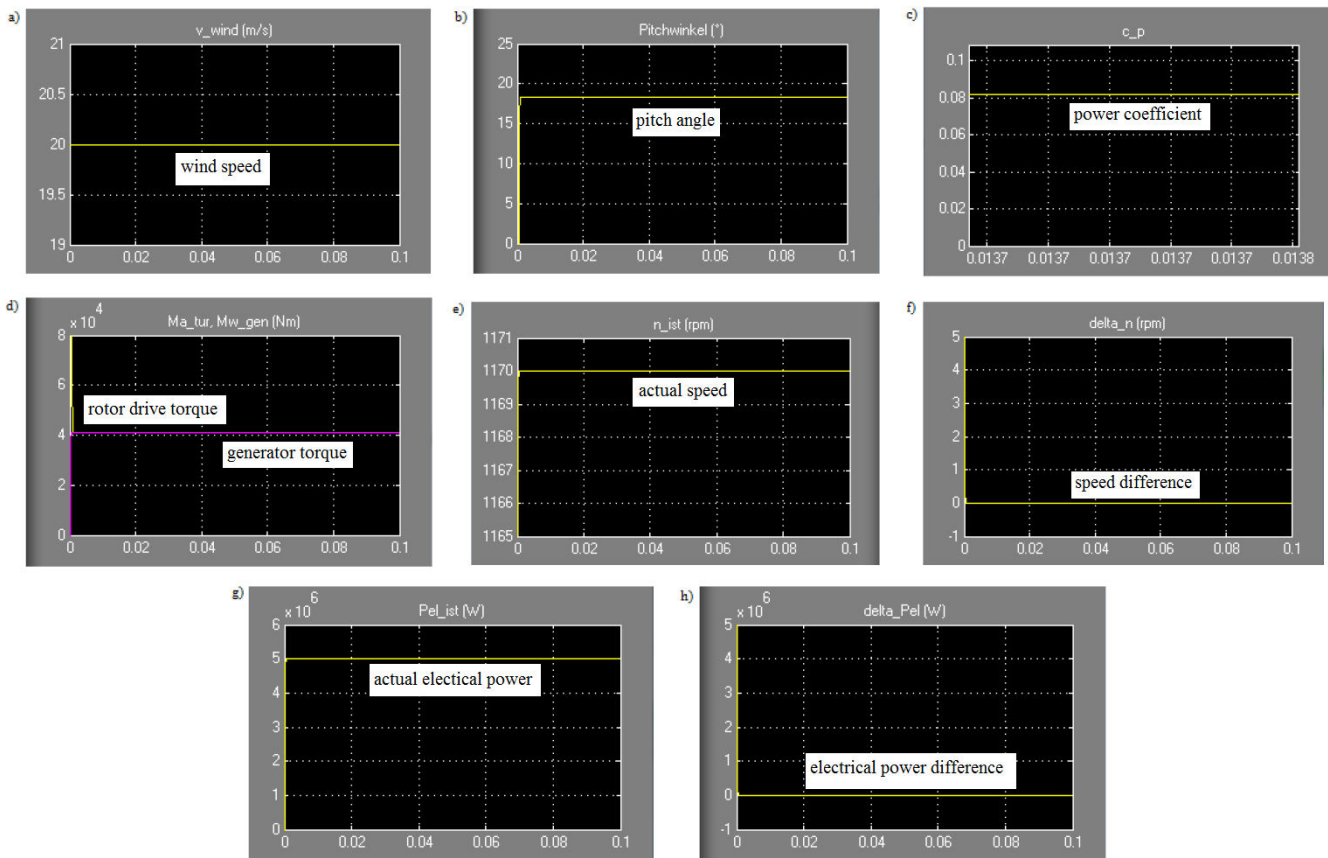 a)
v_wind (m/s)
21
20.5
20
19.5
19
wind speed
0 0.02 0.04 0.06 0.08 0.1
b)
Pitchwinkel (°)
25
20
15
10
5
0
pitch angle
0 0.02 0.04 0.06 0.08 0.1
c)
c_p
0.1
0.08
0.06
0.04
0.02
0
power coefficient
0.0137 0.0137 0.0137 0.0137 0.0137 0.0138
d)
x 10 4
Ma_tur, Mw_gen (Nm)
8
6
4
2
0
rotor drive torque
generator torque
0 0.02 0.04 0.06 0.08 0.1
e)
n_ist (rpm)
1171
1170
1169
1168
1167
1166
1165
actual speed
0 0.02 0.04 0.06 0.08 0.1
f)
delta_n (rpm)
5
4
3
2
1
0
-1
speed difference
0 0.02 0.04 0.06 0.08 0.1
g)
x 10 6
Pel_ist (W)
6
5
4
3
2
1
0
actual electical power
0 0.02 0.04 0.06 0.08 0.1
h)
x 10 6
delta_Pel (W)
5
4
3
2
1
0
-1
electrical power difference
0 0.02 0.04 0.06 0.08 0.1